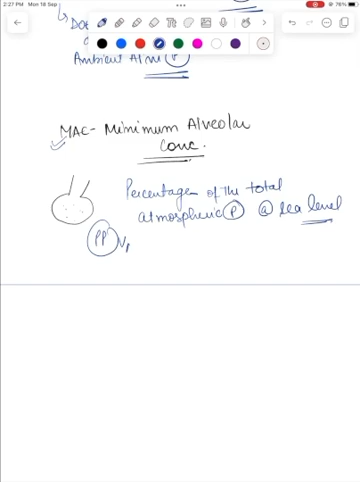 2:27 PM Mon 18 Sep
76%
Ambient
P
MAC - Minimum Alveolar
Conc.
Percentage of the total
atmospheric P @ sea level
PP